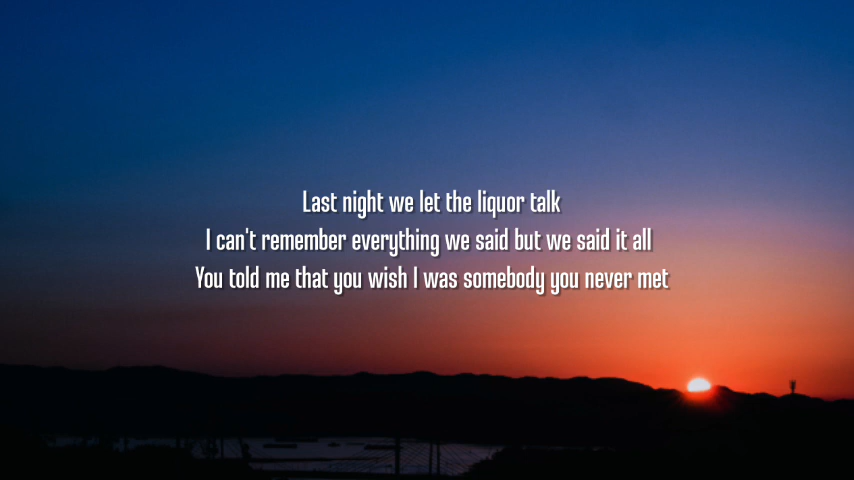 Last night we let the liquor talk
I can't remember everything we said but we said it all
You told me that you wish I was somebody you never met